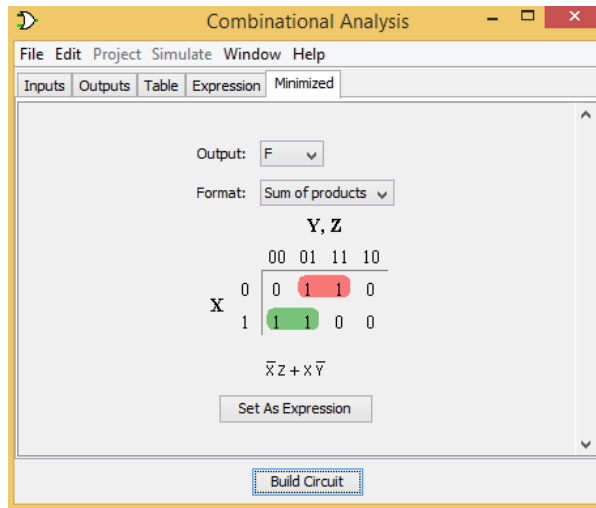 Combinational Analysis
File Edit Project Simulate Window Help
Inputs Outputs Table Expression Minimized
Output: F
Format: Sum of products
Y, Z
00 01 11 10
X
0 0 1 1 0
1 1 1 0 0
X̅ Z + X Y̅
Set As Expression
Build Circuit